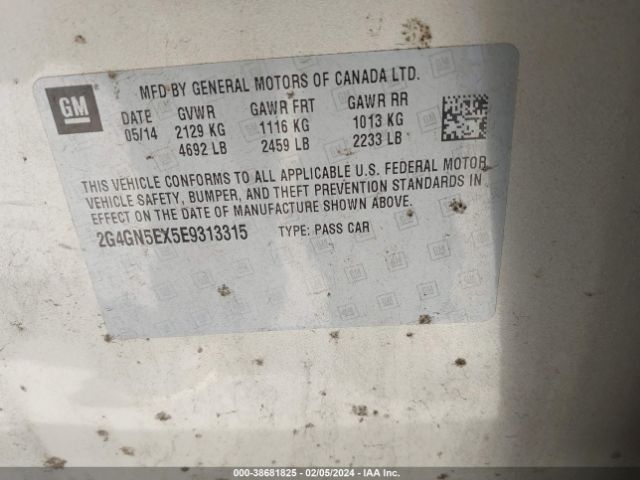 GM
MFD BY GENERAL MOTORS OF CANADA LTD.
DATE GVWR GAWR FRT GAWR RR
05/14 2129 KG 1116 KG 1013 KG
4692 LB 2459 LB 2233 LB
THIS VEHICLE CONFORMS TO ALL APPLICABLE U.S. FEDERAL MOTOR
VEHICLE SAFETY, BUMPER, AND THEFT PREVENTION STANDARDS IN
EFFECT ON THE DATE OF MANUFACTURE SHOWN ABOVE.
2G4GN5EX5E9313315 TYPE: PASS CAR
000-38681825 - 02/05/2024 - IAA Inc.